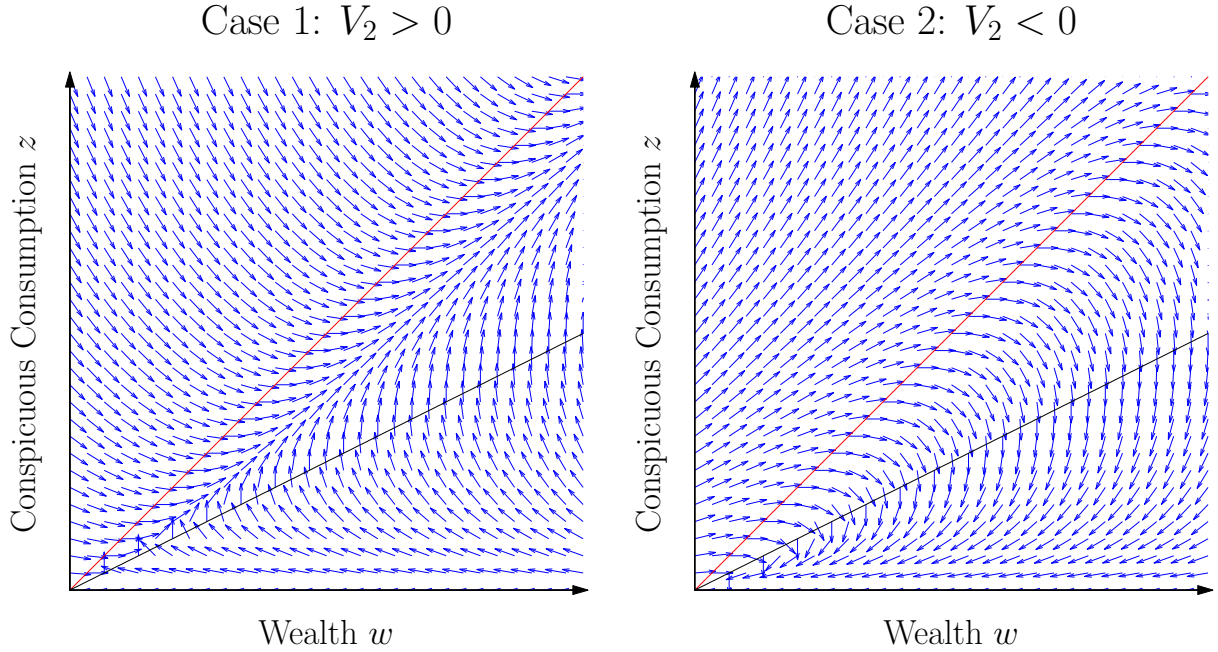 Case 1: V₂ > 0
Conspicuous Consumption z
Wealth w
Case 2: V₂ < 0
Conspicuous Consumption z
Wealth w